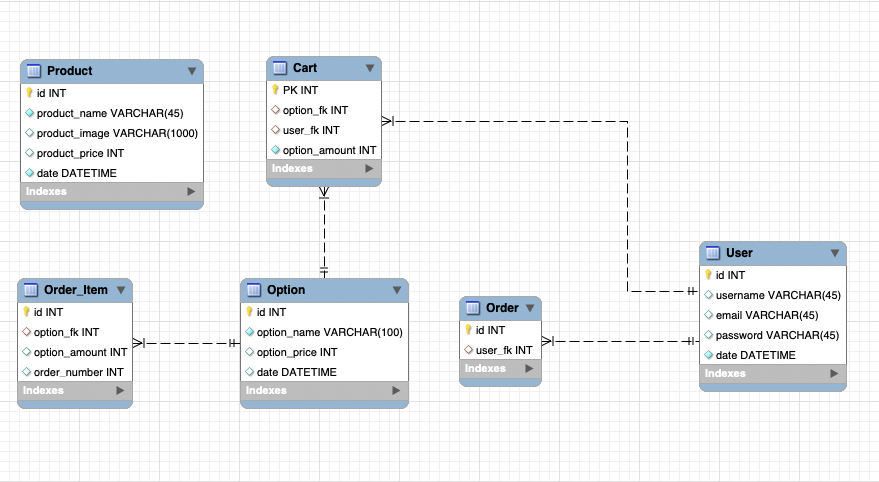 Product
id INT
product_name VARCHAR(45)
product_image VARCHAR(1000)
product_price INT
date DATETIME
Indexes
Cart
PK INT
option_fk INT
user_fk INT
option_amount INT
Indexes
Order_Item
id INT
option_fk INT
option_amount INT
order_number INT
Indexes
Option
id INT
option_name VARCHAR(100)
option_price INT
date DATETIME
Indexes
Order
id INT
user_fk INT
Indexes
User
id INT
username VARCHAR(45)
email VARCHAR(45)
password VARCHAR(45)
date DATETIME
Indexes